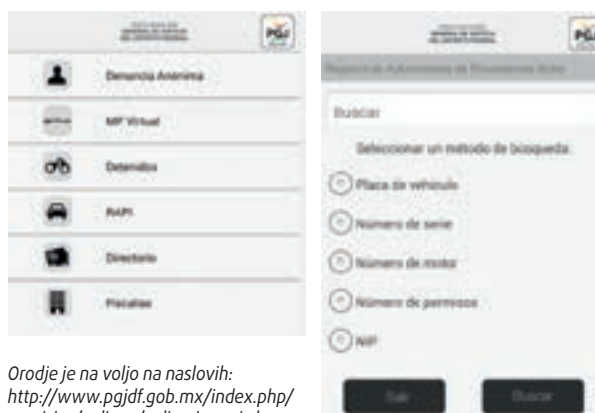 PGJ
Denuncia Anónima
MP Virtual
Detenidos
RAPI
Directorio
Fiscalías
Orodje je na voljo na naslovih:
http://www.pgjdf.gob.mx/index.php/
PGJ
Buscar
Seleccionar un método de búsqueda:
Placa de vehículo
Número de serie
Número de motor
Número de permisos
NIP
Salir
Buscar